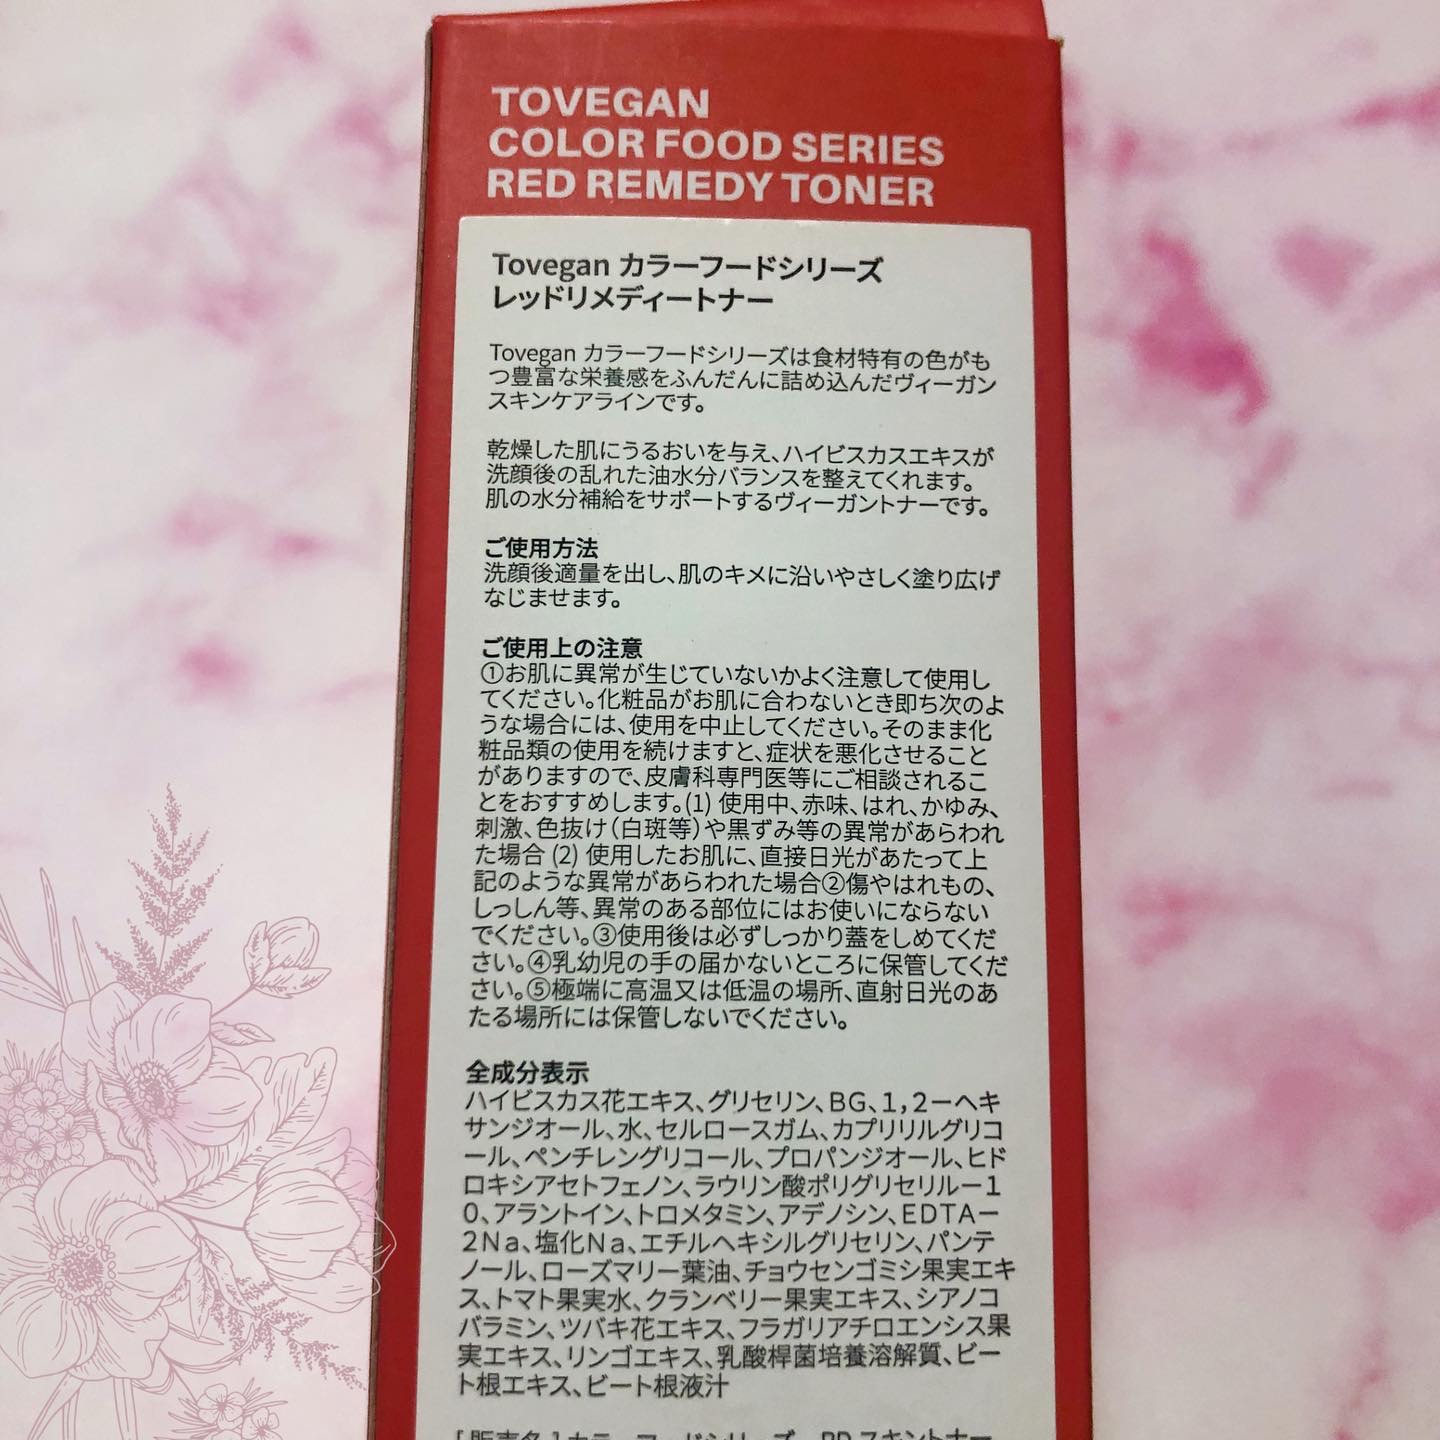 TOVEGAN
COLOR FOOD SERIES
RED REMEDY TONER
Tovegan カラーフードシリーズ
レッドリメディートナー
Tovegan カラーフードシリーズは食材特有の色がも
つ豊富な栄養感をふんだんに詰め込んだヴィーガン
スキンケアラインです。
乾燥した肌にうるおいを与え、ハイビスカスエキスが
洗顔後の乱れた油水分バランスを整えてくれます。
肌の水分補給をサポートするヴィーガントナーです。
ご使用方法
洗顔後適量を出し、肌のキメに沿いやさしく塗り広げ
なじませます。
ご使用上の注意
①お肌に異常が生じていないかよく注意して使用し
てください。化粧品がお肌に合わないとき即ち次のよ
うな場合には、使用を中止してください。そのまま化
粧品類の使用を続けますと、症状を悪化させること
がありますので、皮膚科専門医等にご相談されるこ
とをおすすめします。(1) 使用中、赤味、はれ、かゆみ、
刺激、色抜け（白斑等）や黒ずみ等の異常があらわれ
た場合 (2) 使用したお肌に、直接日光があたって上
記のような異常があらわれた場合②傷やはれもの、
しっしん等、異常のある部位にはお使いにならない
でください。③使用後は必ずしっかり蓋をしめてくだ
さい。④乳幼児の手の届かないところに保管してくだ
さい。⑤極端に高温又は低温の場所、直射日光のあ
たる場所には保管しないでください。
全成分表示
ハイビスカス花エキス、グリセリン、BG、1，2－ヘキ
サンジオール、水、セルロースガム、カプリリルグリコ
ール、ペンチレングリコール、プロパンジオール、ヒド
ロキシアセトフェノン、ラウリン酸ポリグリセリル－１
０、アラントイン、トロメタミン、アデノシン、EDTA－
2Na、塩化Na、エチルヘキシルグリセリン、パンテ
ノール、ローズマリー葉油、チョウセンゴミシ果実エキ
ス、トマト果実水、クランベリー果実エキス、シアノコ
バラミン、ツバキ花エキス、フラガリアチロエンシス果
実エキス、リンゴエキス、乳酸桿菌培養溶解質、ビー
ト根エキス、ビート根液汁
[ 販売名 ] カラーフードシリーズ RD スキントナー